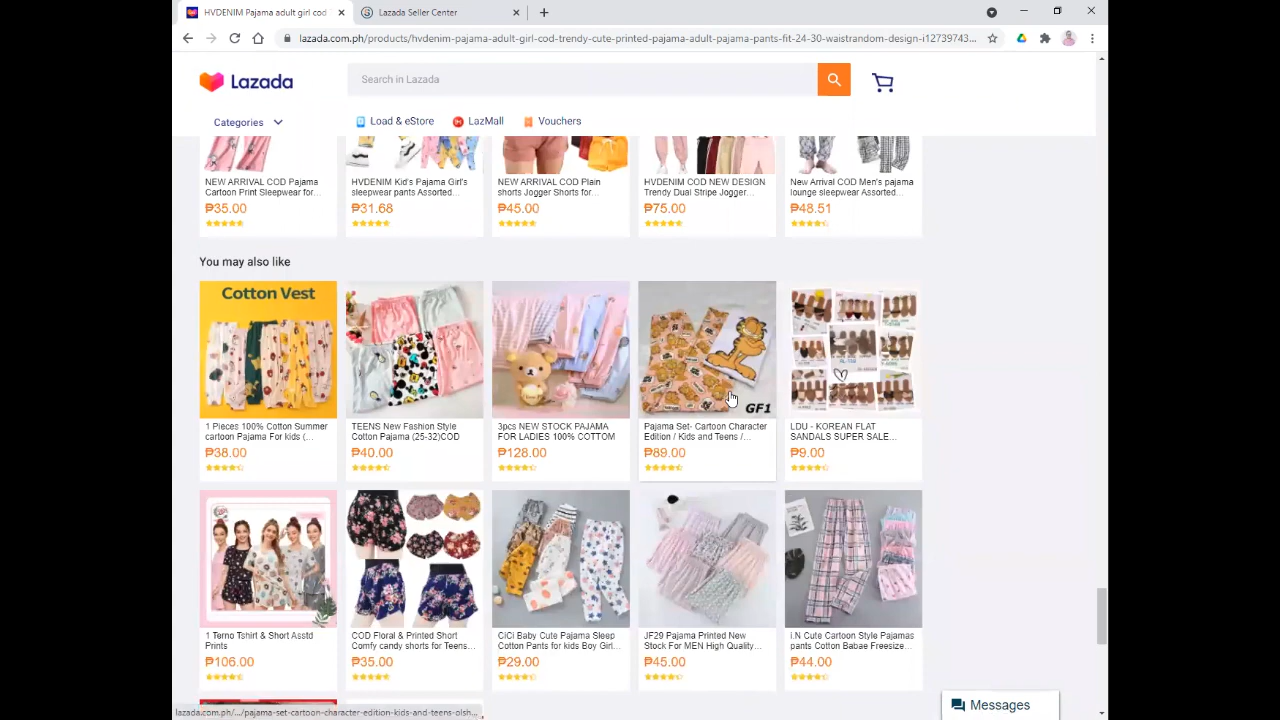 HVDENIM Pajama adult girl cod
Lazada Seller Center
lazada.com.ph/products/hvdenim-pajama-adult-girl-cod-trendy-cute-printed-pajama-adult-pajama-pants-fit-24-30-waistrandom-design-i12739743...
Lazada
Search in Lazada
Categories
Load & eStore
LazMall
Vouchers
NEW ARRIVAL COD Pajama
Cartoon Print Sleepwear for...
₱35.00
HVDENIM Kid's Pajama Girl's
sleepwear pants Assorted
₱31.68
NEW ARRIVAL COD Plain
shorts Jogger Shorts for...
₱45.00
HVDENIM COD NEW DESIGN
Trendy Dual Stripe Jogger...
₱75.00
New Arrival COD Men's pajama
lounge sleepwear Assorted
₱48.51
You may also like
Cotton Vest
1 Pieces 100% Cotton Summer
cartoon Pajama For kids (...
₱38.00
TEENS New Fashion Style
Cotton Pajama (25-32)COD
₱40.00
3pcs NEW STOCK PAJAMA
FOR LADIES 100% COTTOM
₱128.00
GF1
Pajama Set- Cartoon Character
Edition / Kids and Teens /...
₱89.00
LDU - KOREAN FLAT
SANDALS SUPER SALE...
₱9.00
1 Terno Tshirt & Short Asstd
Prints
₱106.00
COD Floral & Printed Short
Comfy candy shorts for Teens...
₱35.00
CiCi Baby Cute Pajama Sleep
Cotton Pants for kids Boy Girl...
₱29.00
JF29 Pajama Printed New
Stock For MEN High Quality...
₱45.00
i.N Cute Cartoon Style Pajamas
pants Cotton Babae Freesize...
₱44.00
lazada.com.ph/.../pajama-set-cartoon-character-edition-kids-and-teens-olsh...
Messages